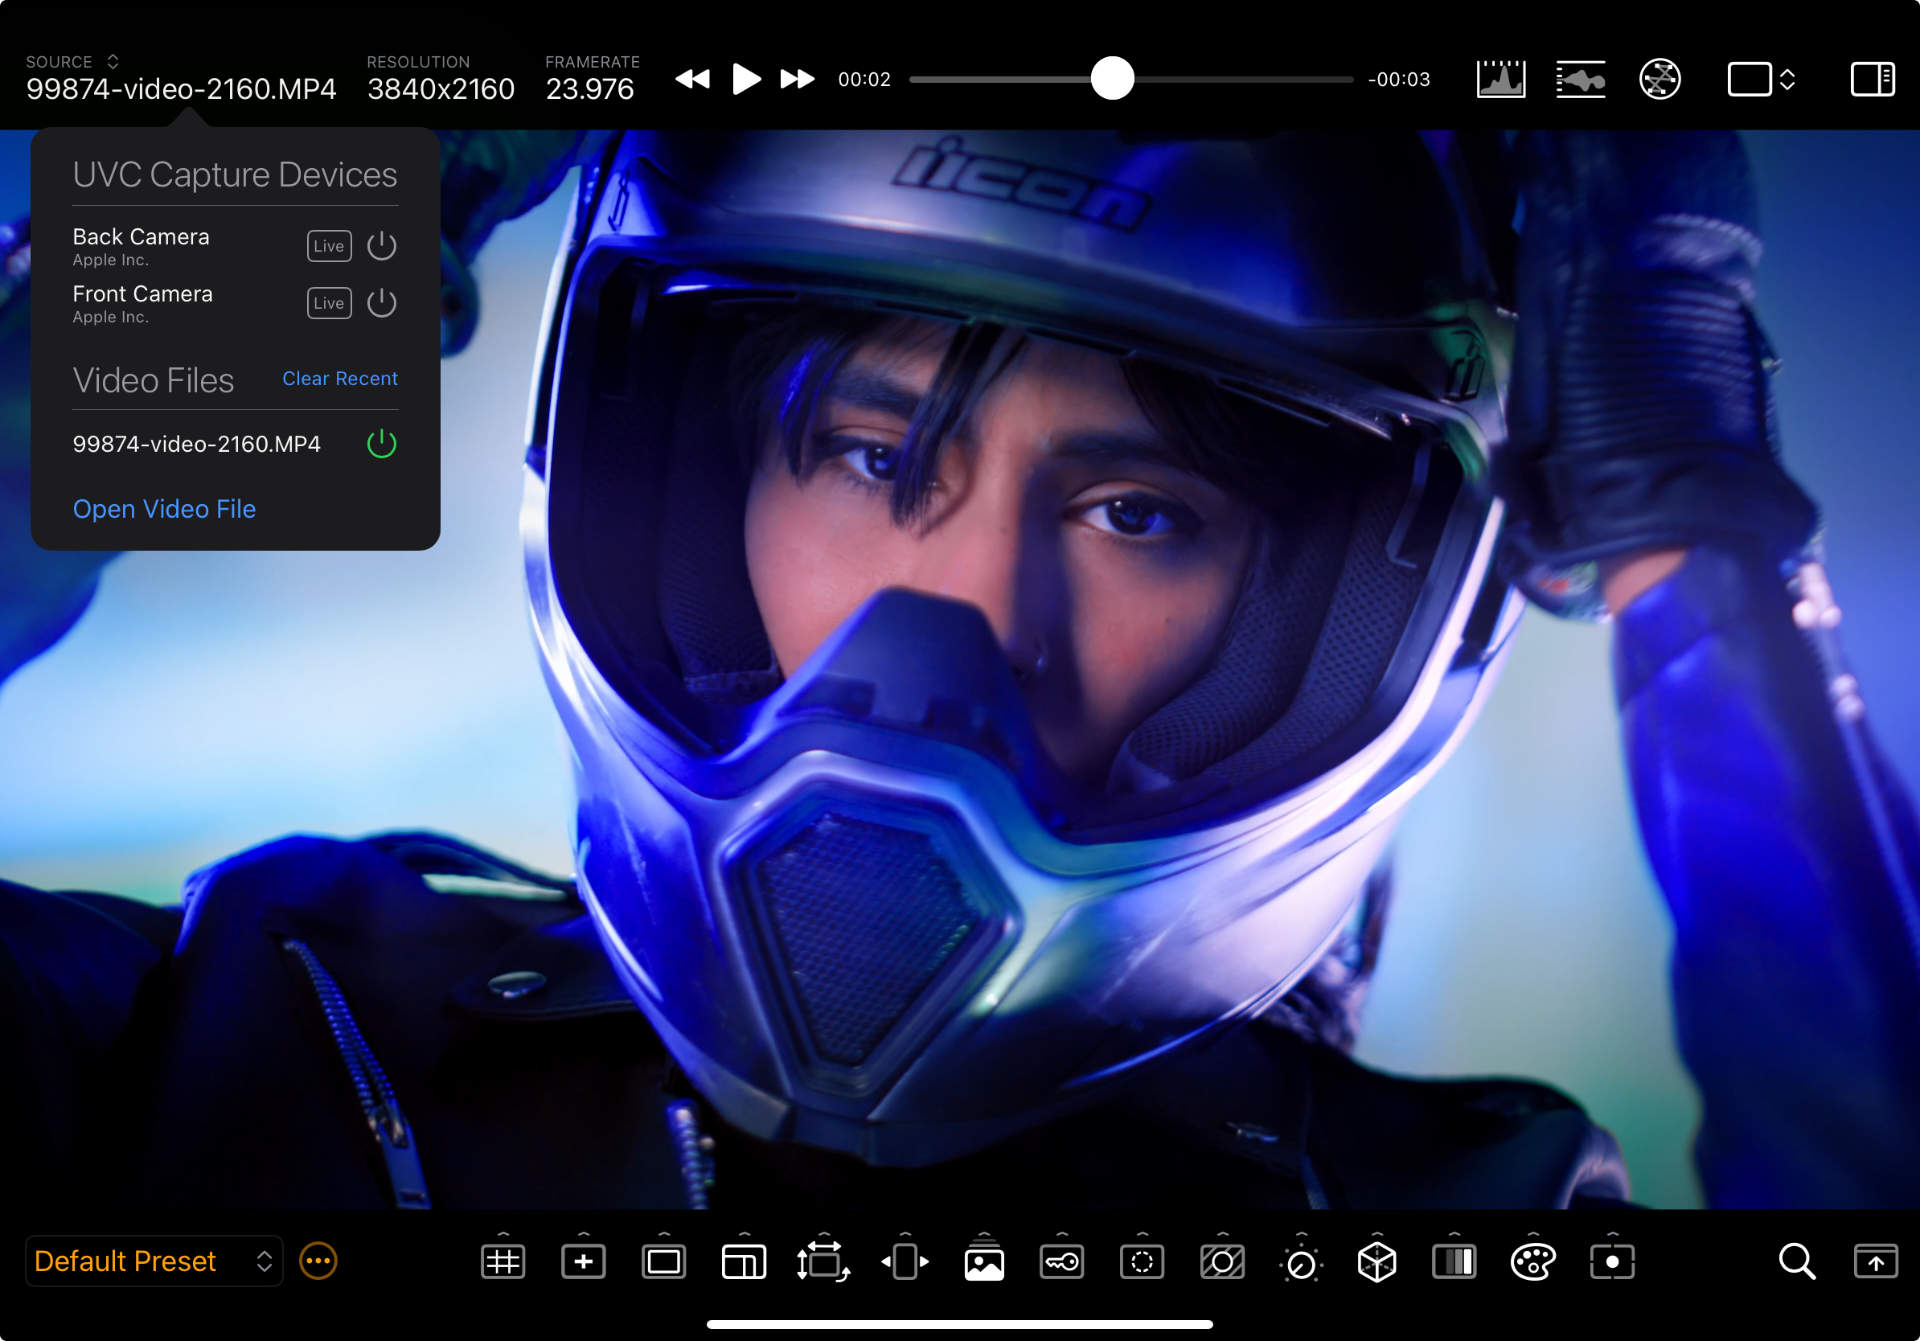 SOURCE
99874-video-2160.MP4
RESOLUTION
3840x2160
FRAMERATE
23.976
00:02
-00:03
UVC Capture Devices
Back Camera
Apple Inc.
Live
Front Camera
Apple Inc.
Live
Video Files
Clear Recent
99874-video-2160.MP4
Open Video File
icon
Default Preset